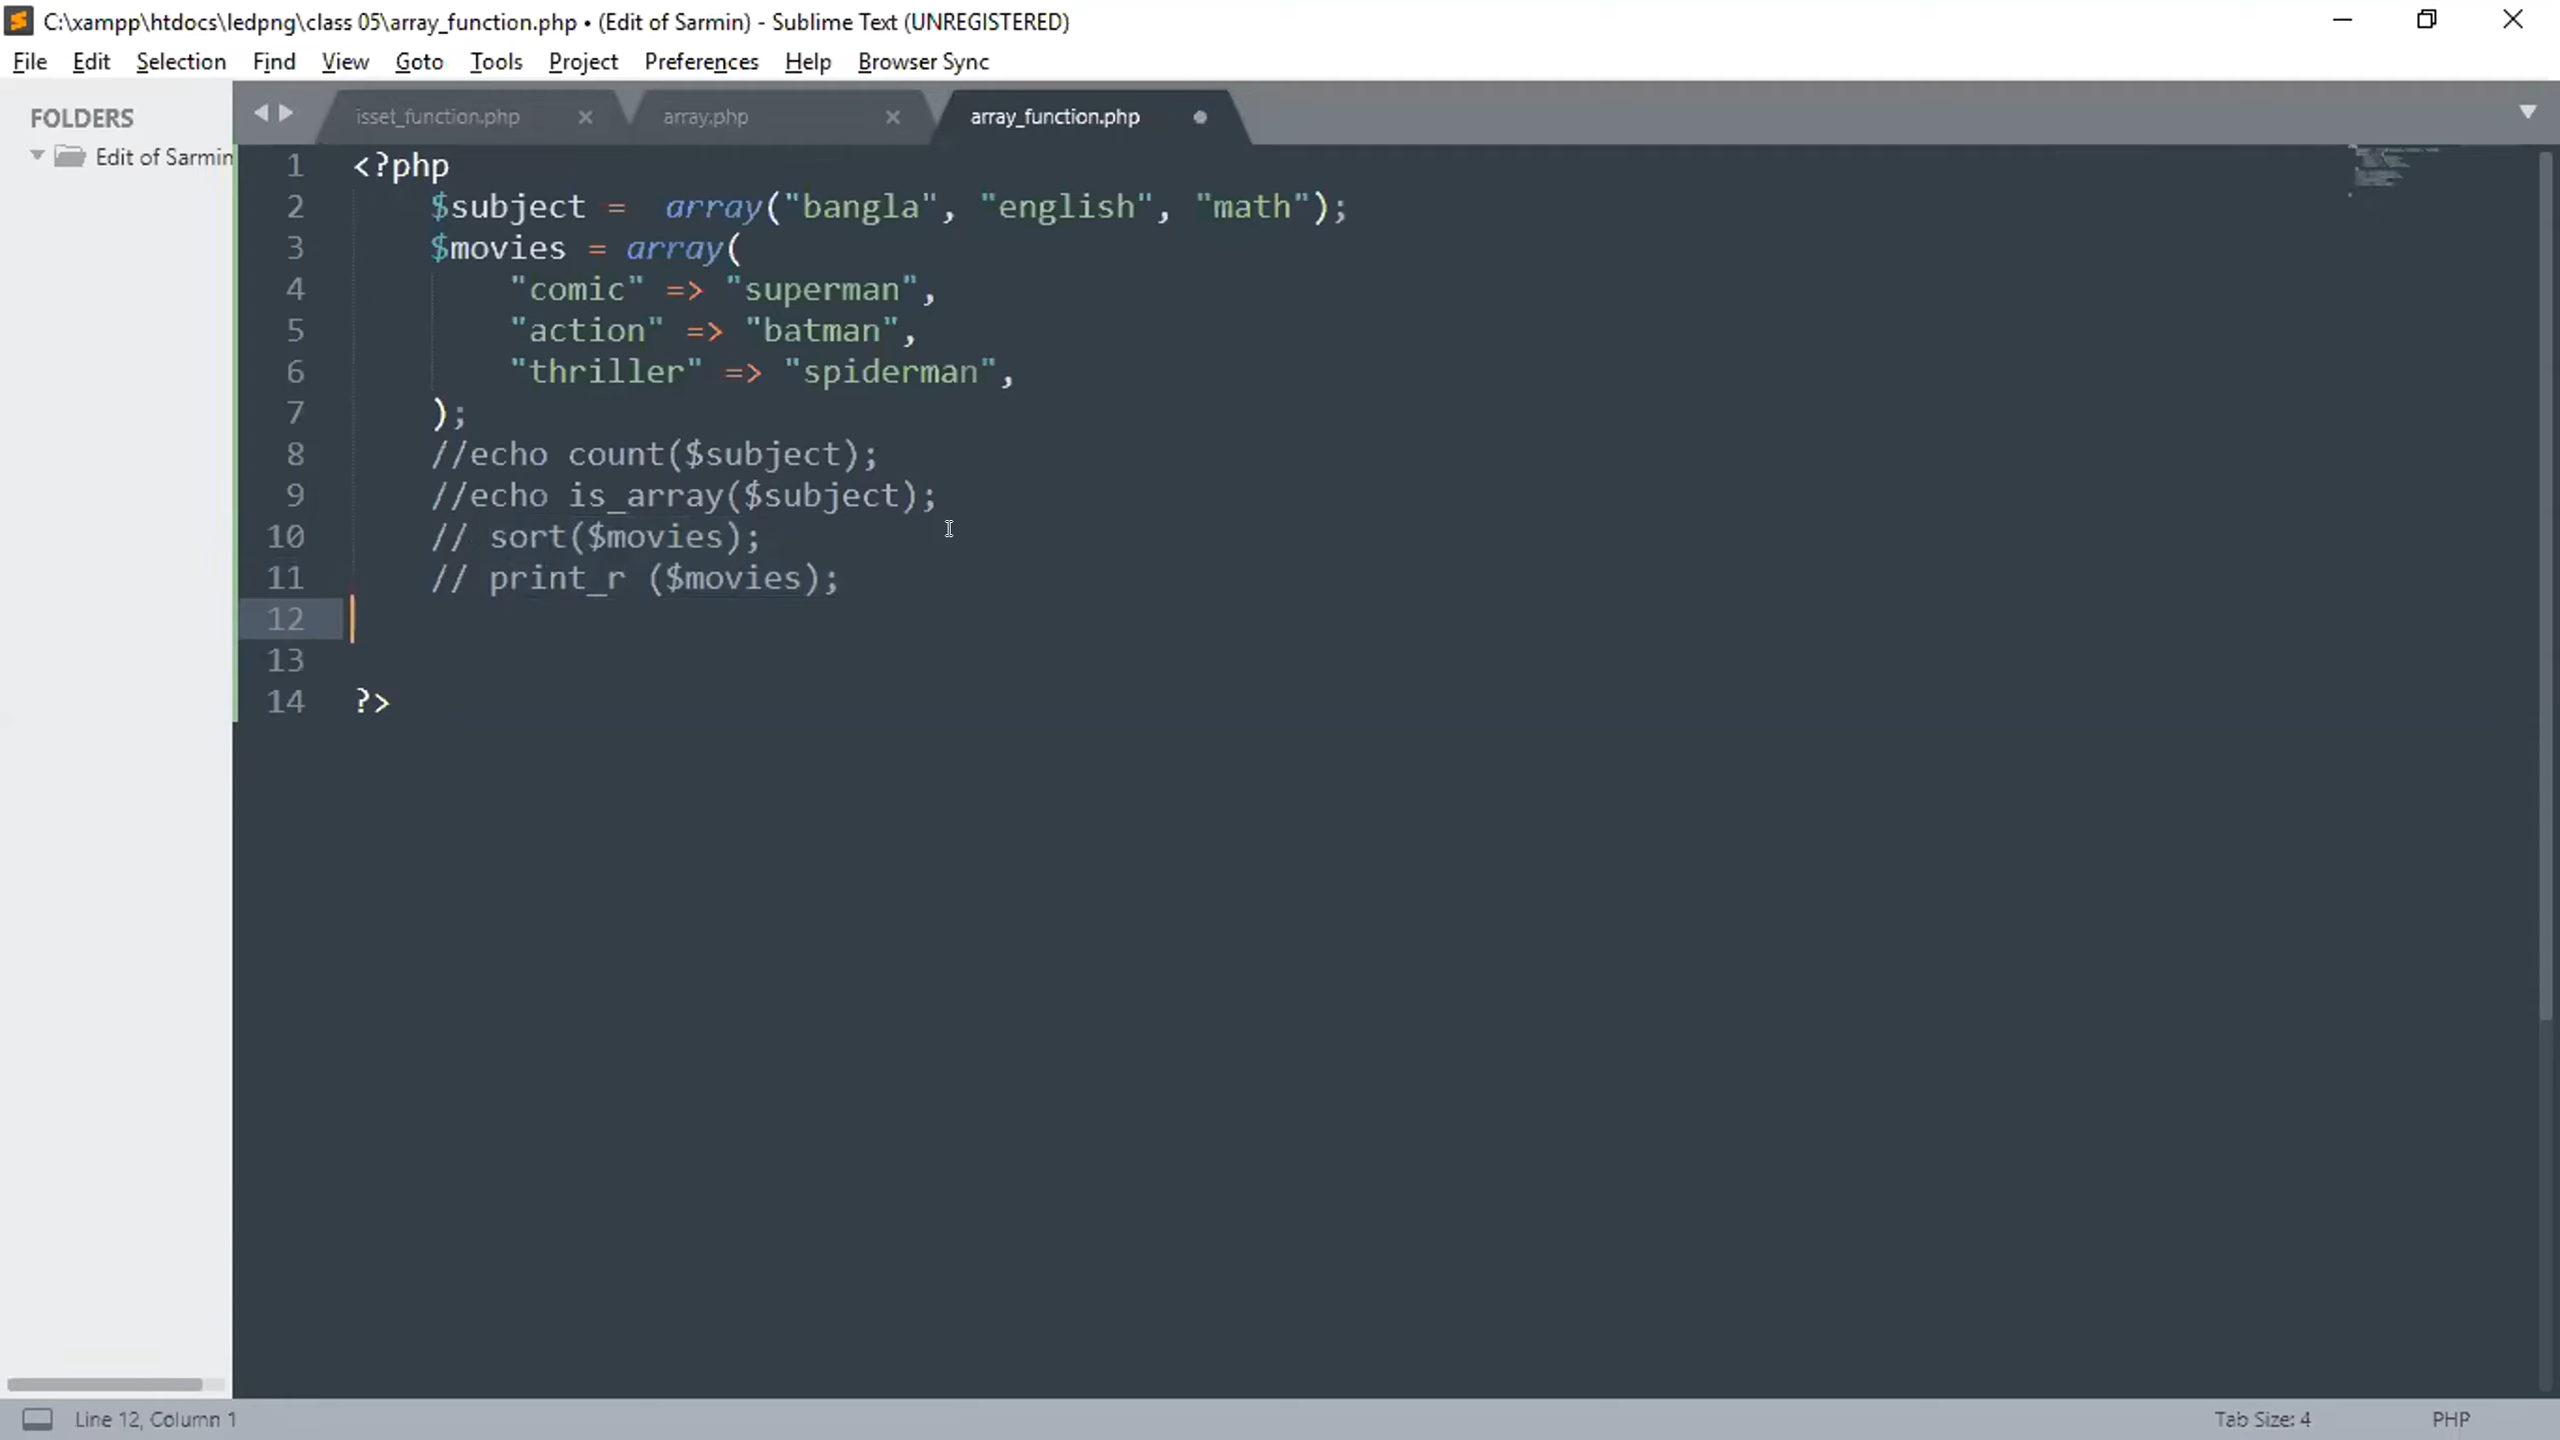 C:\xampp\htdocs\ledpng\class 05\array_function.php • (Edit of Sarmin) - Sublime Text (UNREGISTERED)
File Edit Selection Find View Goto Tools Project Preferences Help Browser Sync
FOLDERS
Edit of Sarmin
isset_function.php × array.php × array_function.php
1 <?php
2 $subject =  array("bangla", "english", "math");
3 $movies = array(
4 "comic" => "superman",
5 "action" => "batman",
6 "thriller" => "spiderman",
7 );
8 //echo count($subject);
9 //echo is_array($subject);
10 // sort($movies);
11 // print_r ($movies);
12
13
14 ?>
Line 12, Column 1 Tab Size: 4 PHP